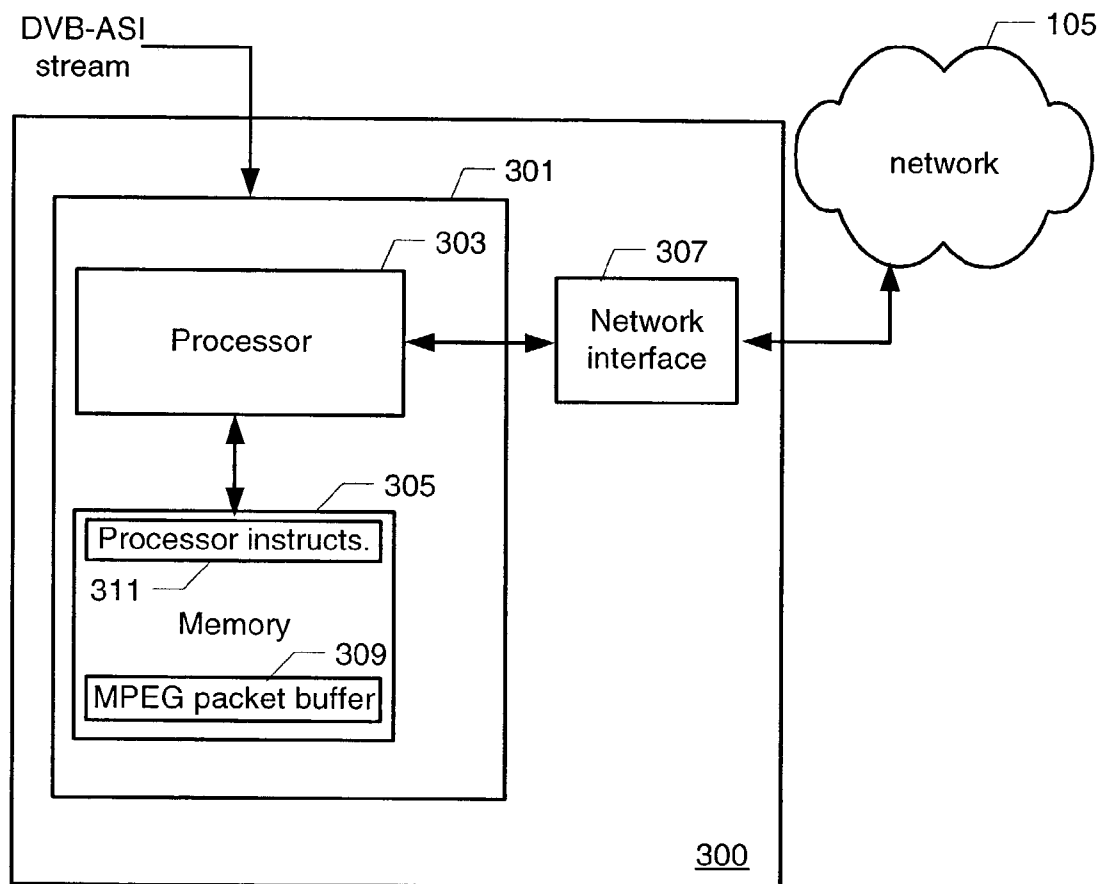 DVB-ASI
stream
105
network
301
303
307
Processor
Network
interface
305
Processor instructs.
311
Memory
309
MPEG packet buffer
300